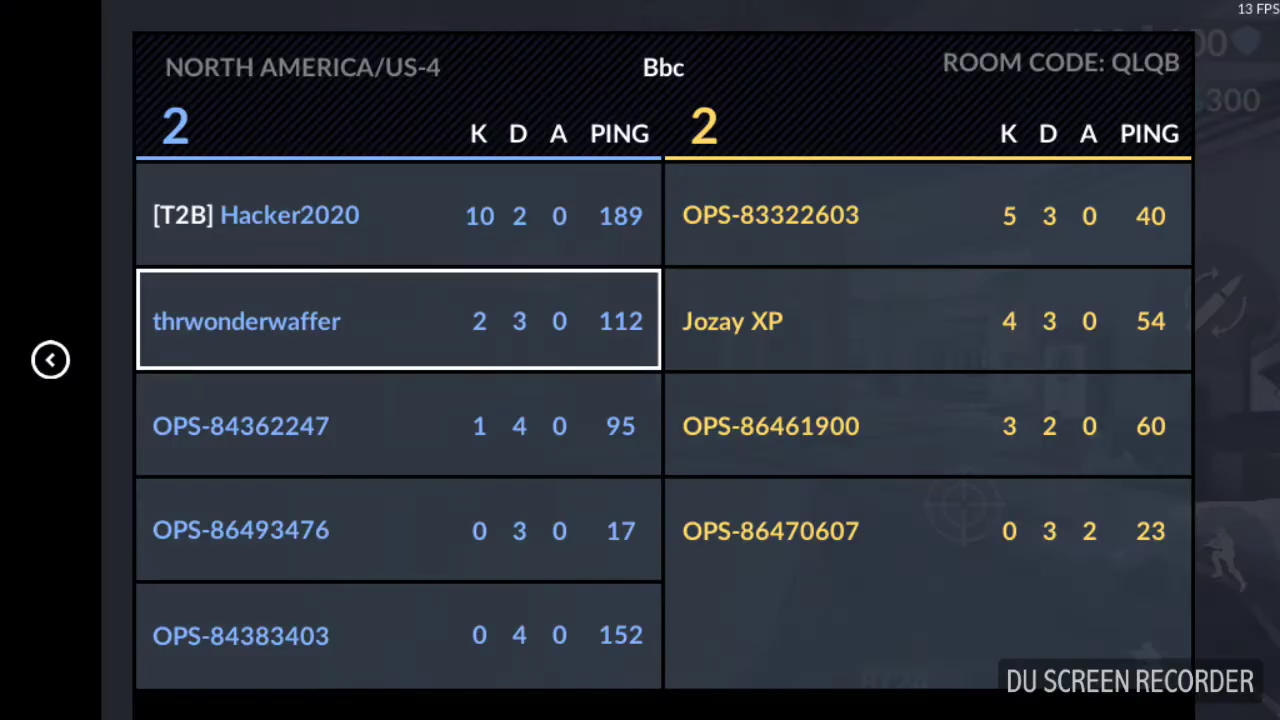 13 FPS
NORTH AMERICA/US-4 Bbc ROOM CODE: QLQB
2 K D A PING 2 K D A PING
300
[T2B] Hacker2020 10 2 0 189 OPS-83322603 5 3 0 40
thrwonderwaffer 2 3 0 112 Jozay XP 4 3 0 54
OPS-84362247 1 4 0 95 OPS-86461900 3 2 0 60
OPS-86493476 0 3 0 17 OPS-86470607 0 3 2 23
OPS-84383403 0 4 0 152
DU SCREEN RECORDER